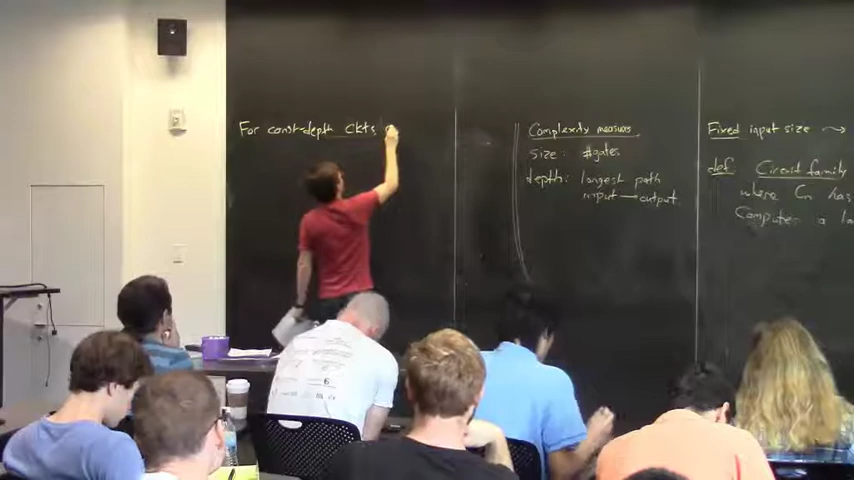 For const-depth ckts
Complexity measures
Size: #gates
depth: longest path
input → output
Fixed input size ⤳
def Circuit family
where Cn has
Computes a la